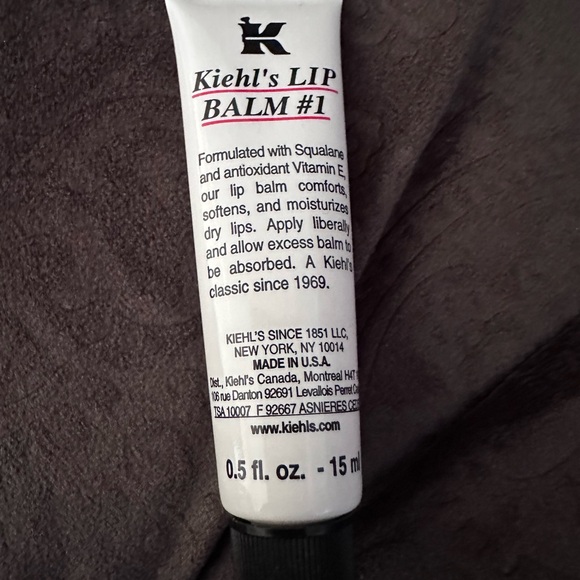 K
Kiehl's LIP
BALM #1
Formulated with Squalane
and antioxidant Vitamin E,
our lip balm comforts,
softens, and moisturizes
dry lips. Apply liberally
and allow excess balm to
be absorbed. A Kiehl's
classic since 1969.
KIEHL'S SINCE 1851 LLC,
NEW YORK, NY 10014
MADE IN U.S.A.
Dist., Kiehl's Canada, Montreal H4T
106 rue Danton 92691 Levallois Perret
TSA 10007 F 92667 ASNIERES
www.kiehls.com
0.5 fl. oz. - 15 ml